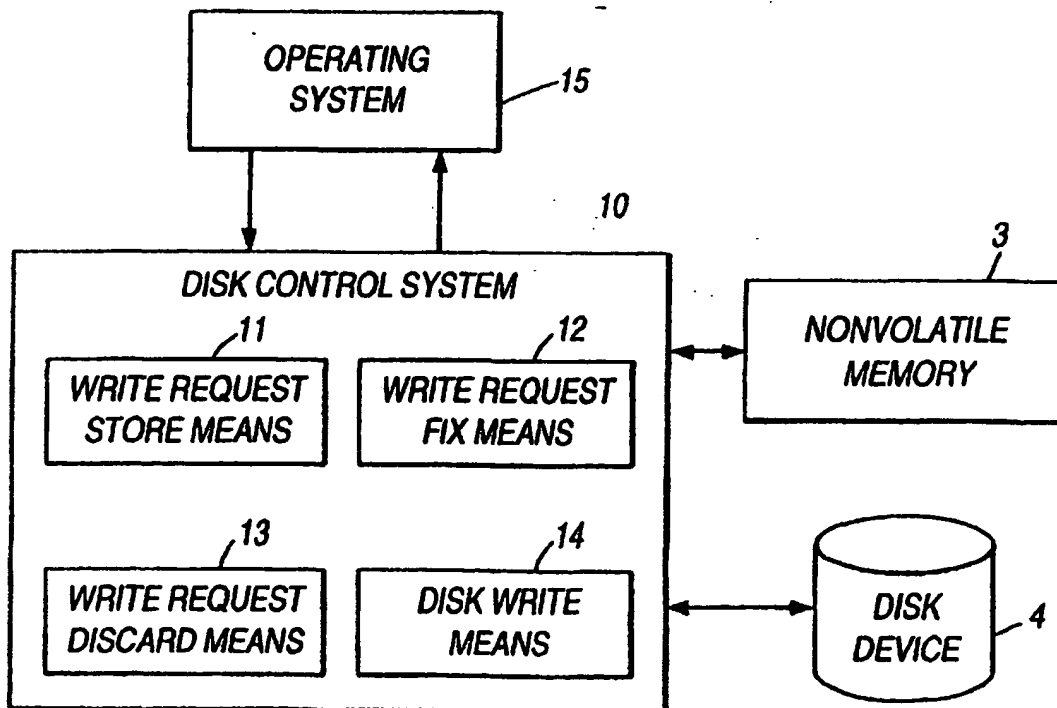 OPERATING
SYSTEM
15
10
DISK CONTROL SYSTEM
3
NONVOLATILE
MEMORY
11
WRITE REQUEST
STORE MEANS
12
WRITE REQUEST
FIX MEANS
13
WRITE REQUEST
DISCARD MEANS
14
DISK WRITE
MEANS
DISK
DEVICE
4